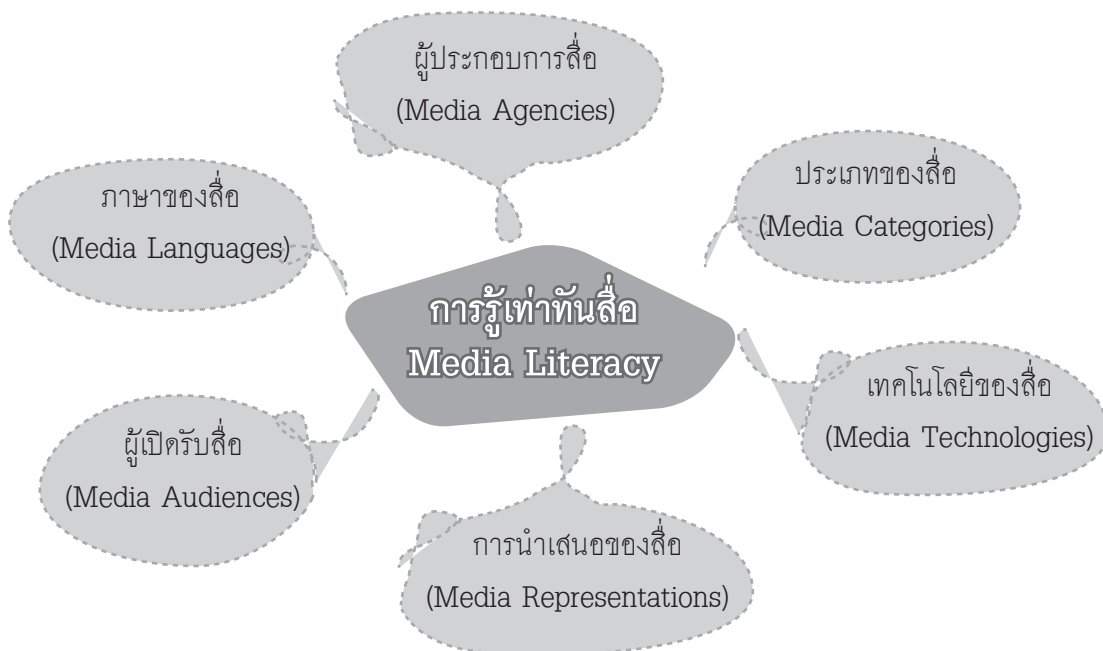 ผู้ประกอบการสื่อ
(Media Agencies)
ประเภทของสื่อ
(Media Categories)
ภาษาของสื่อ
(Media Languages)
การรู้เท่าทันสื่อ
Media Literacy
เทคโนโลยีของสื่อ
(Media Technologies)
ผู้เปิดรับสื่อ
(Media Audiences)
การนำเสนอของสื่อ
(Media Representations)